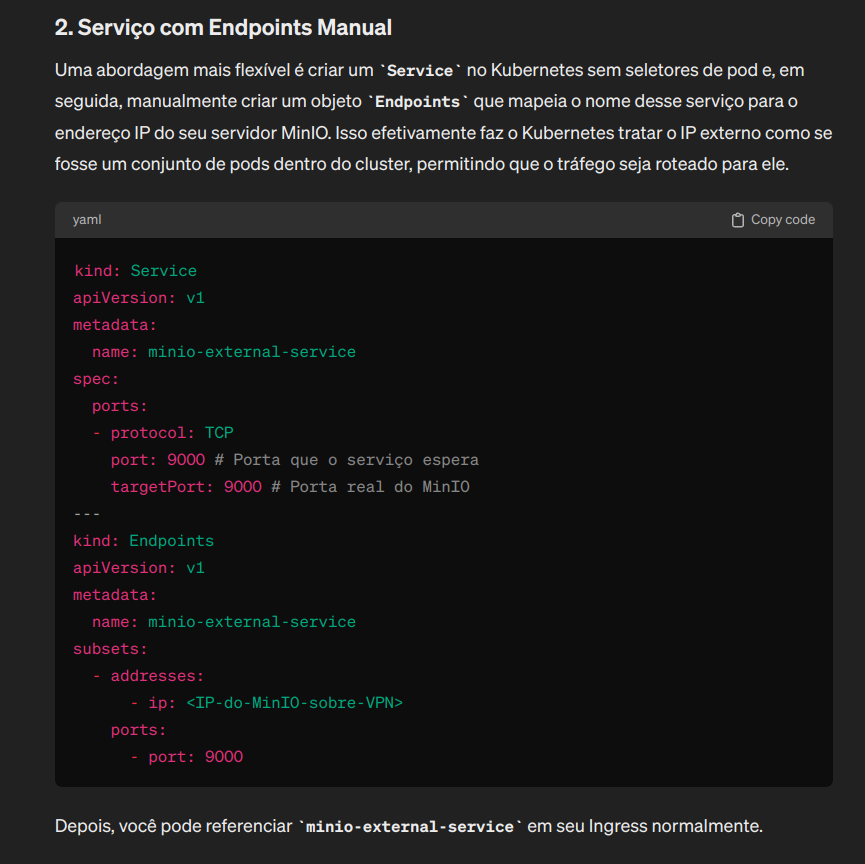 2. Serviço com Endpoints Manual
Uma abordagem mais flexível é criar um `Service` no Kubernetes sem seletores de pod e, em
seguida, manualmente criar um objeto `Endpoints` que mapeia o nome desse serviço para o
endereço IP do seu servidor MinIO. Isso efetivamente faz o Kubernetes tratar o IP externo como se
fosse um conjunto de pods dentro do cluster, permitindo que o tráfego seja roteado para ele.
yaml Copy code
kind: Service
apiVersion: v1
metadata:
  name: minio-external-service
spec:
  ports:
  - protocol: TCP
    port: 9000 # Porta que o serviço espera
    targetPort: 9000 # Porta real do MinIO
---
kind: Endpoints
apiVersion: v1
metadata:
  name: minio-external-service
subsets:
  - addresses:
      - ip: <IP-do-MinIO-sobre-VPN>
    ports:
      - port: 9000
Depois, você pode referenciar `minio-external-service` em seu Ingress normalmente.